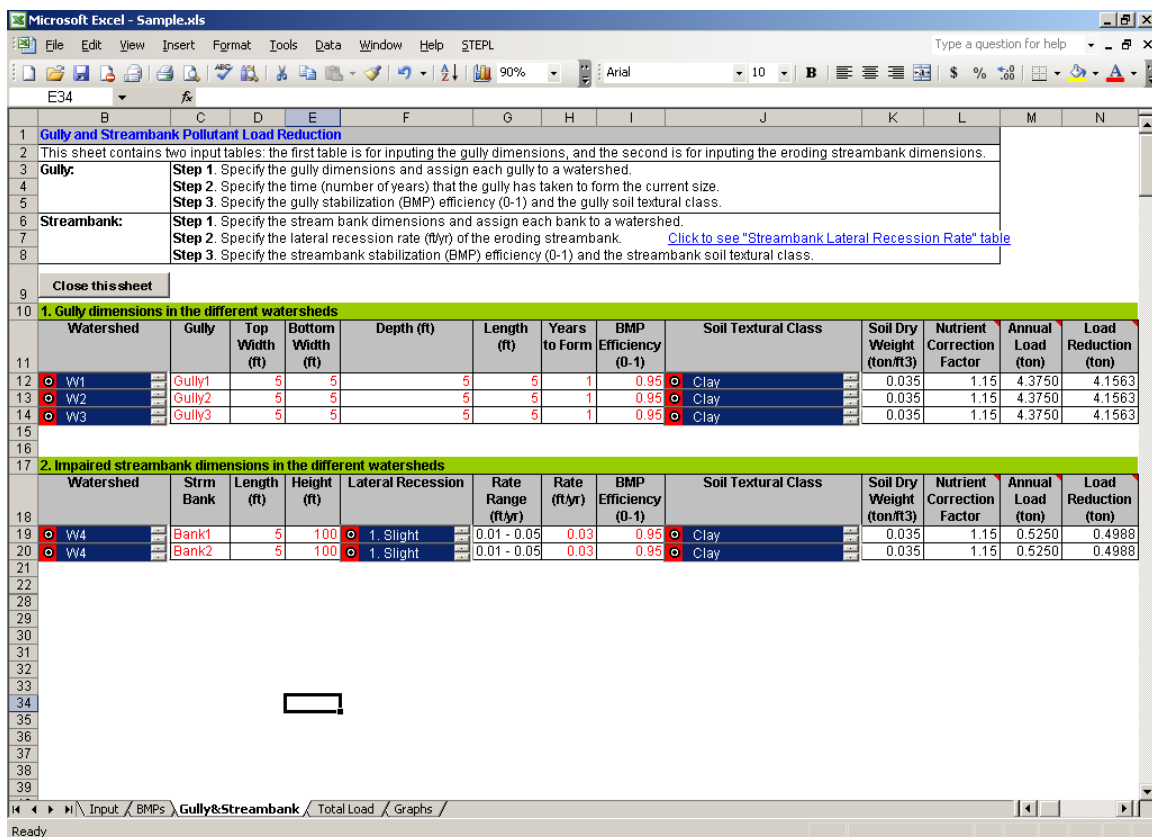 Microsoft Excel - Sample.xls
File Edit View Insert Format Tools Data Window Help STEPL Type a question for help
90% Arial 10 B $ %
E34 fx
B C D E F G H I J K L M N
1 Gully and Streambank Pollutant Load Reduction
2 This sheet contains two input tables: the first table is for inputing the gully dimensions, and the second is for inputing the eroding streambank dimensions.
3 Gully: Step 1. Specify the gully dimensions and assign each gully to a watershed.
4 Step 2. Specify the time (number of years) that the gully has taken to form the current size.
5 Step 3. Specify the gully stabilization (BMP) efficiency (0-1) and the gully soil textural class.
6 Streambank: Step 1. Specify the stream bank dimensions and assign each bank to a watershed.
7 Step 2. Specify the lateral recession rate (ft/yr) of the eroding streambank. Click to see "Streambank Lateral Recession Rate" table
8 Step 3. Specify the streambank stabilization (BMP) efficiency (0-1) and the streambank soil textural class.
9 Close this sheet
10 1. Gully dimensions in the different watersheds
Watershed Gully Top Bottom Depth (ft) Length Years BMP Soil Textural Class Soil Dry Nutrient Annual Load
Width Width (ft) to Form Efficiency Weight Correction Load Reduction
11 (ft) (ft) (0-1) (ton/ft3) Factor (ton) (ton)
12 W1 Gully1 5 5 5 5 1 0.95 Clay 0.035 1.15 4.3750 4.1563
13 W2 Gully2 5 5 5 5 1 0.95 Clay 0.035 1.15 4.3750 4.1563
14 W3 Gully3 5 5 5 5 1 0.95 Clay 0.035 1.15 4.3750 4.1563
15
16
17 2. Impaired streambank dimensions in the different watersheds
Watershed Strm Length Height Lateral Recession Rate Rate BMP Soil Textural Class Soil Dry Nutrient Annual Load
Bank (ft) (ft) Range (ft/yr) Efficiency Weight Correction Load Reduction
18 (ft/yr) (0-1) (ton/ft3) Factor (ton) (ton)
19 W4 Bank1 5 100 1. Slight 0.01 - 0.05 0.03 0.95 Clay 0.035 1.15 0.5250 0.4988
20 W4 Bank2 5 100 1. Slight 0.01 - 0.05 0.03 0.95 Clay 0.035 1.15 0.5250 0.4988
21
22
28
29
30
31
32
33
34
35
36
37
38
39
Input BMPs Gully&Streambank Total Load Graphs
Ready